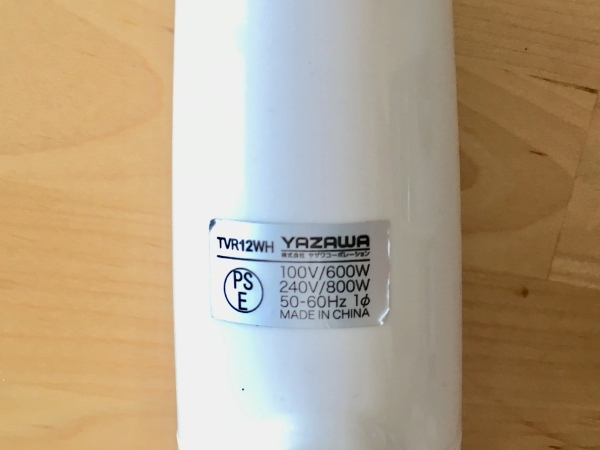 TVR12WH YAZAWA
株式会社 ヤザワコーポレーション
PS
E
100V/600W
240V/800W
50-60Hz 1ϕ
MADE IN CHINA